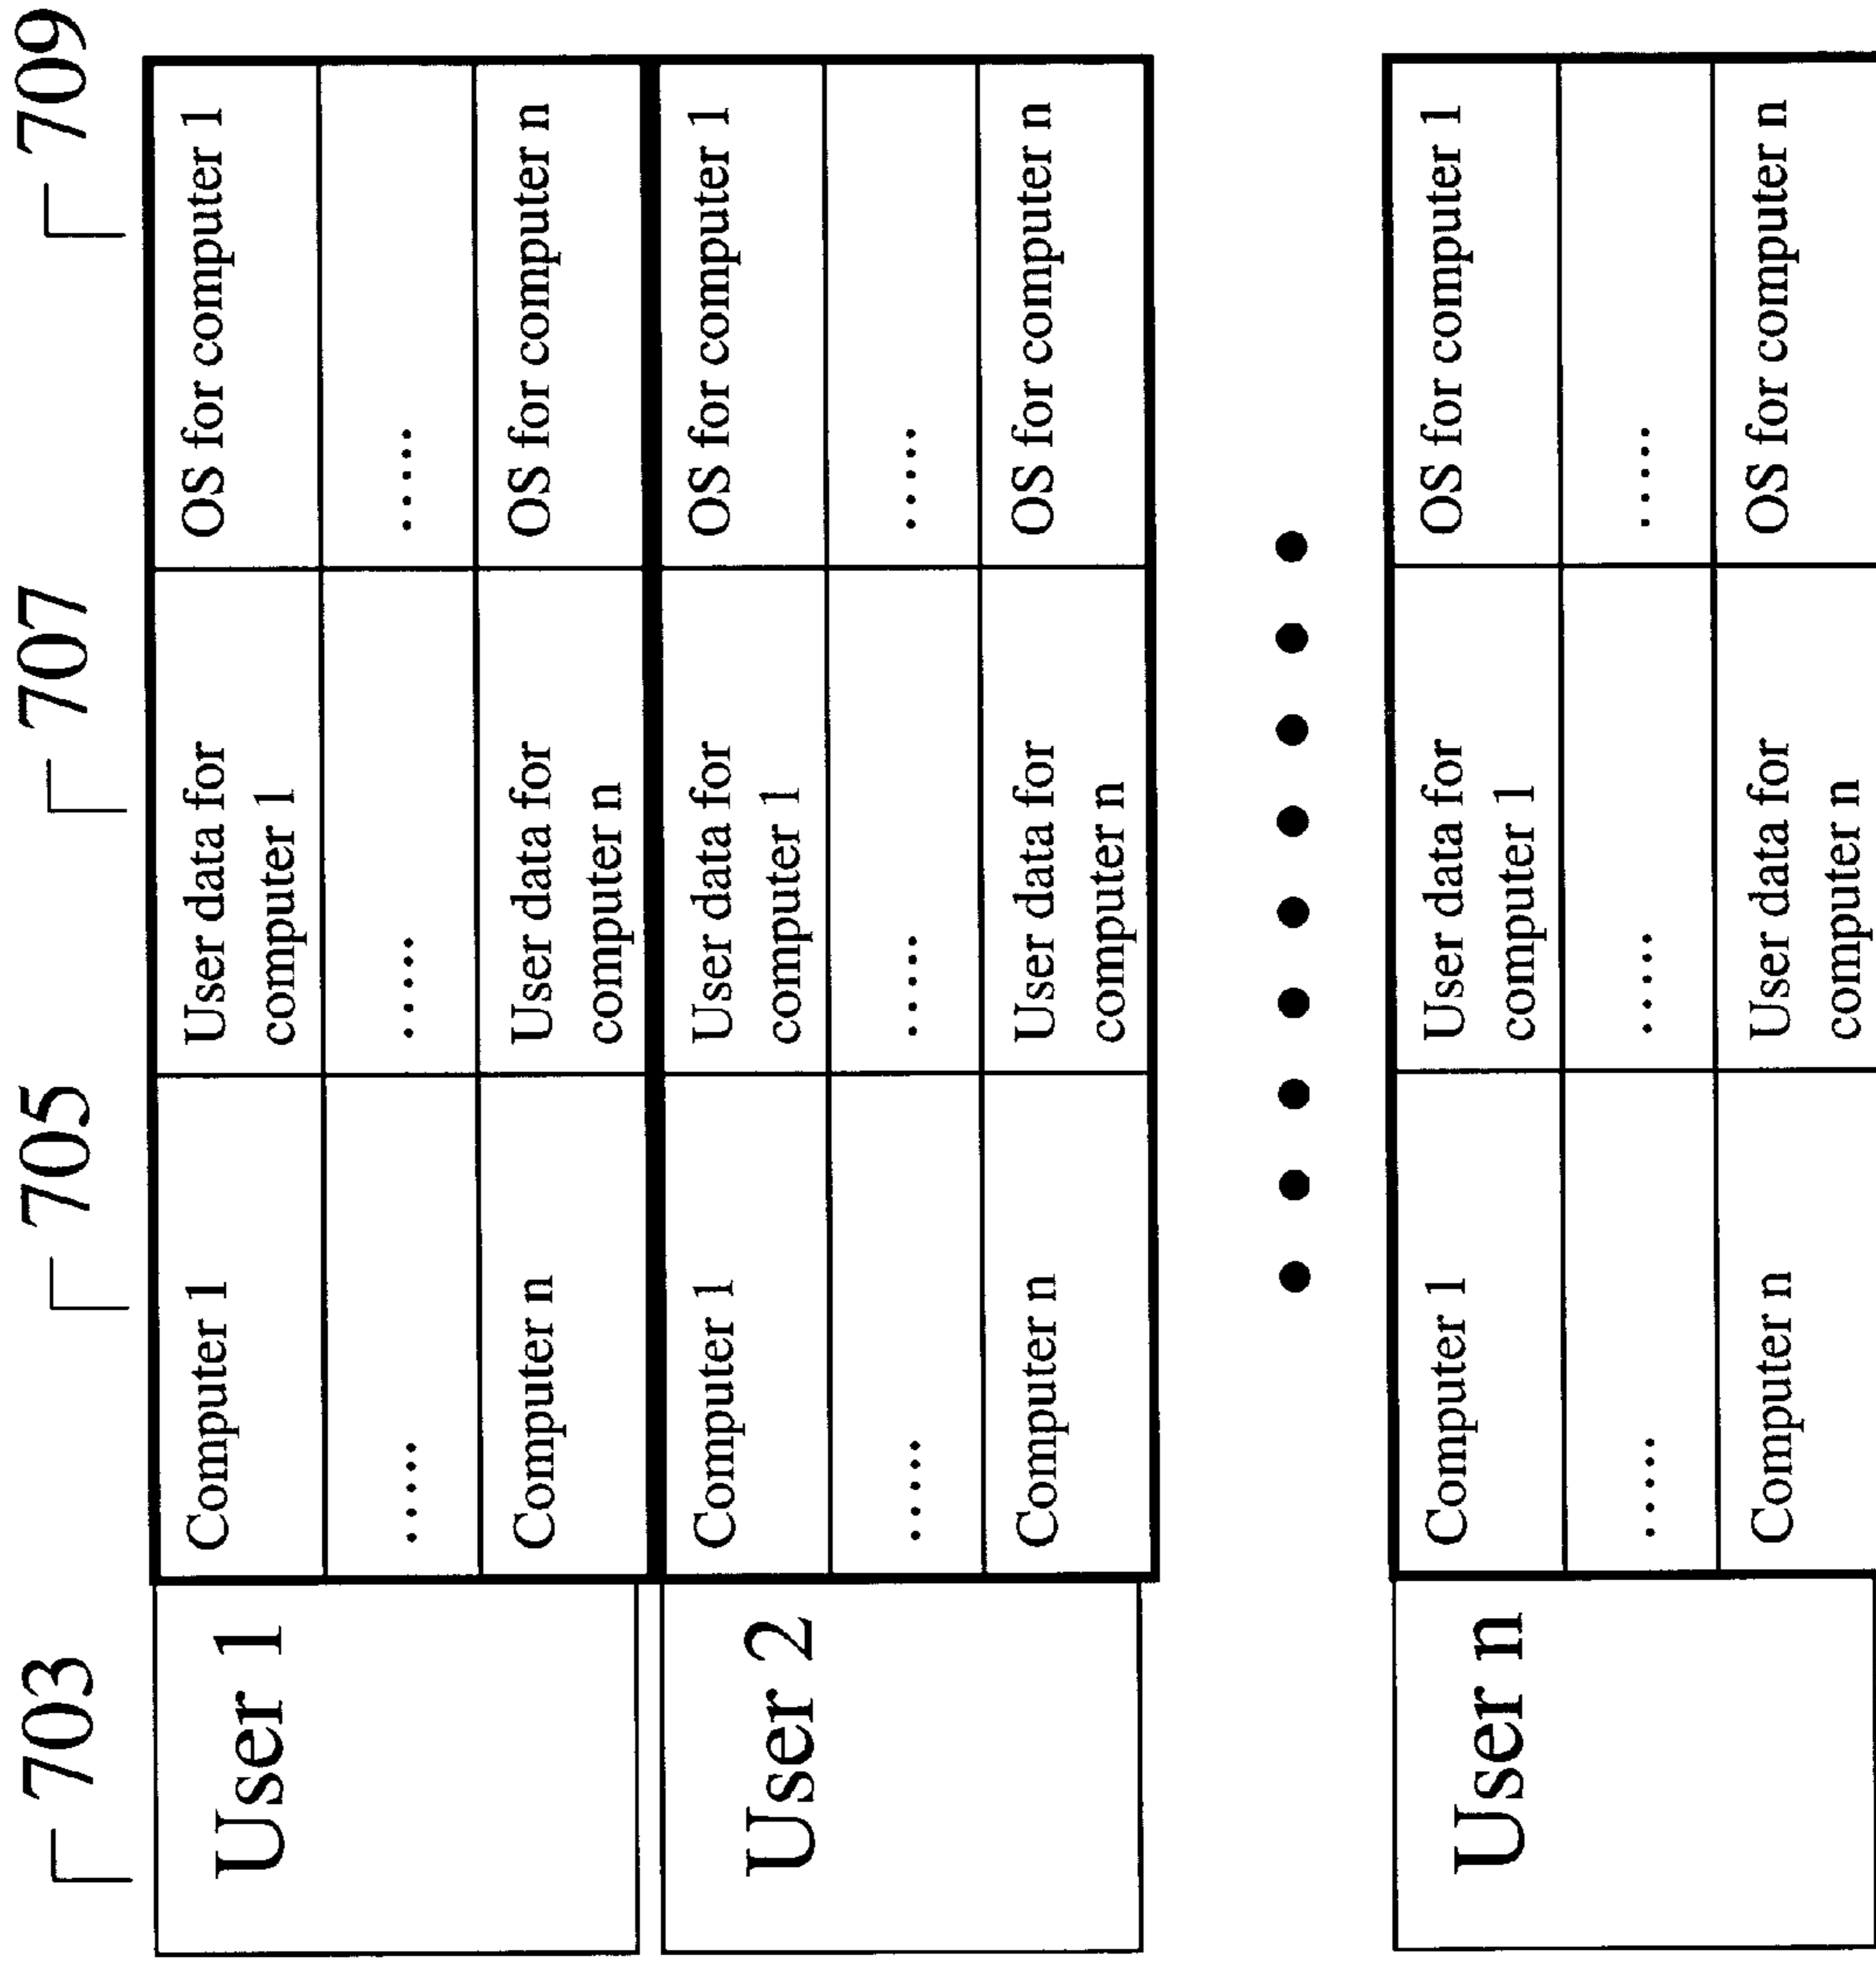 703 705 707 709
User 1
Computer 1
User data for
computer 1
OS for computer 1
.....
.....
.....
Computer n
User data for
computer n
OS for computer n
User 2
Computer 1
User data for
computer 1
OS for computer 1
.....
.....
.....
Computer n
User data for
computer n
OS for computer n
User n
Computer 1
User data for
computer 1
OS for computer 1
.....
.....
.....
Computer n
User data for
computer n
OS for computer n